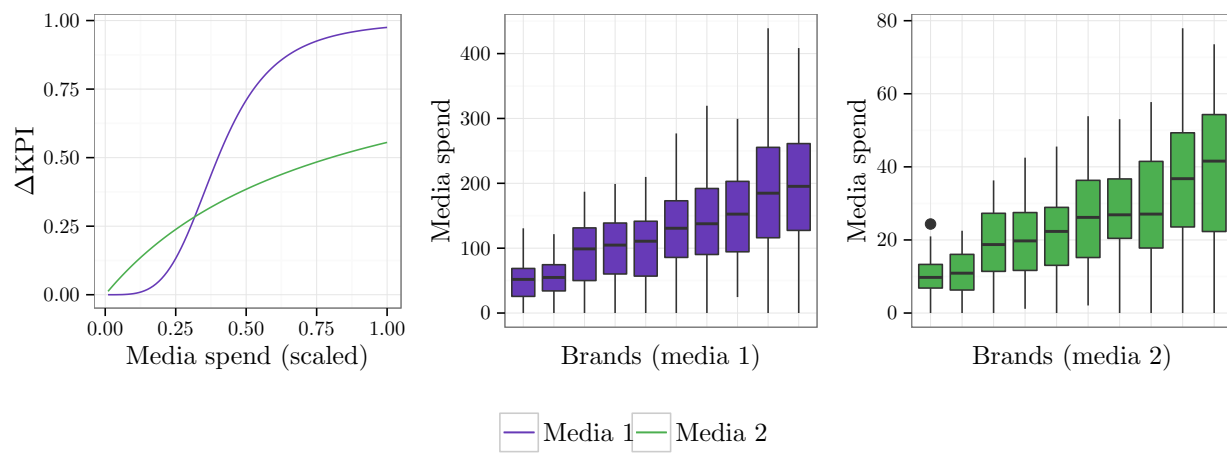 ΔKPI
1.00
0.75
0.50
0.25
0.00
0.00 0.25 0.50 0.75 1.00
Media spend (scaled)
Media spend
400
300
200
100
0
Brands (media 1)
Media spend
80
60
40
20
0
Brands (media 2)
Media 1 Media 2